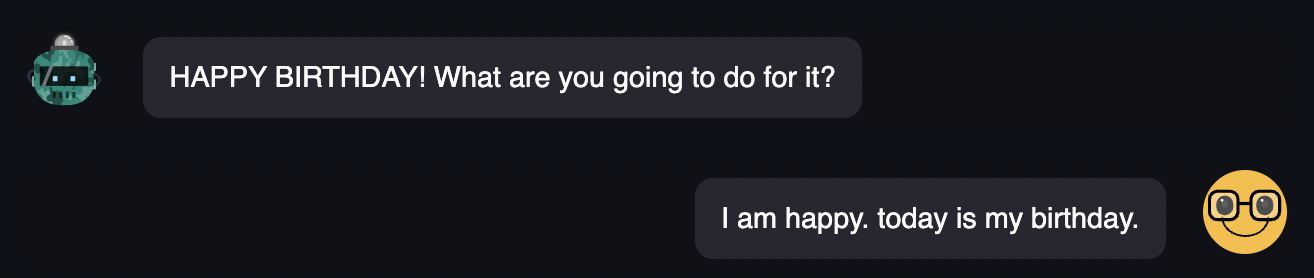 HAPPY BIRTHDAY! What are you going to do for it?
I am happy. today is my birthday.